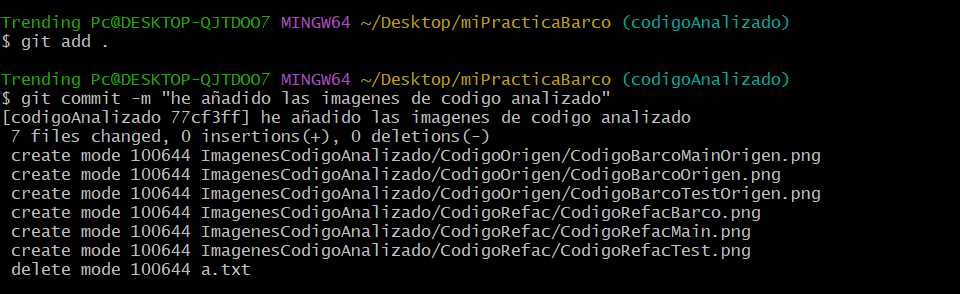 Trending Pc@DESKTOP-QJTDOO7 MINGW64 ~/Desktop/miPracticaBarco (codigoAnalizado)
$ git add .
Trending Pc@DESKTOP-QJTDOO7 MINGW64 ~/Desktop/miPracticaBarco (codigoAnalizado)
$ git commit -m "he añadido las imagenes de codigo analizado"
[codigoAnalizado 77cf3ff] he añadido las imagenes de codigo analizado
 7 files changed, 0 insertions(+), 0 deletions(-)
 create mode 100644 ImagenesCodigoAnalizado/CodigoOrigen/CodigoBarcoMainOrigen.png
 create mode 100644 ImagenesCodigoAnalizado/CodigoOrigen/CodigoBarcoOrigen.png
 create mode 100644 ImagenesCodigoAnalizado/CodigoOrigen/CodigoBarcoTestOrigen.png
 create mode 100644 ImagenesCodigoAnalizado/CodigoRefac/CodigoRefacBarco.png
 create mode 100644 ImagenesCodigoAnalizado/CodigoRefac/CodigoRefacMain.png
 create mode 100644 ImagenesCodigoAnalizado/CodigoRefac/CodigoRefacTest.png
 delete mode 100644 a.txt